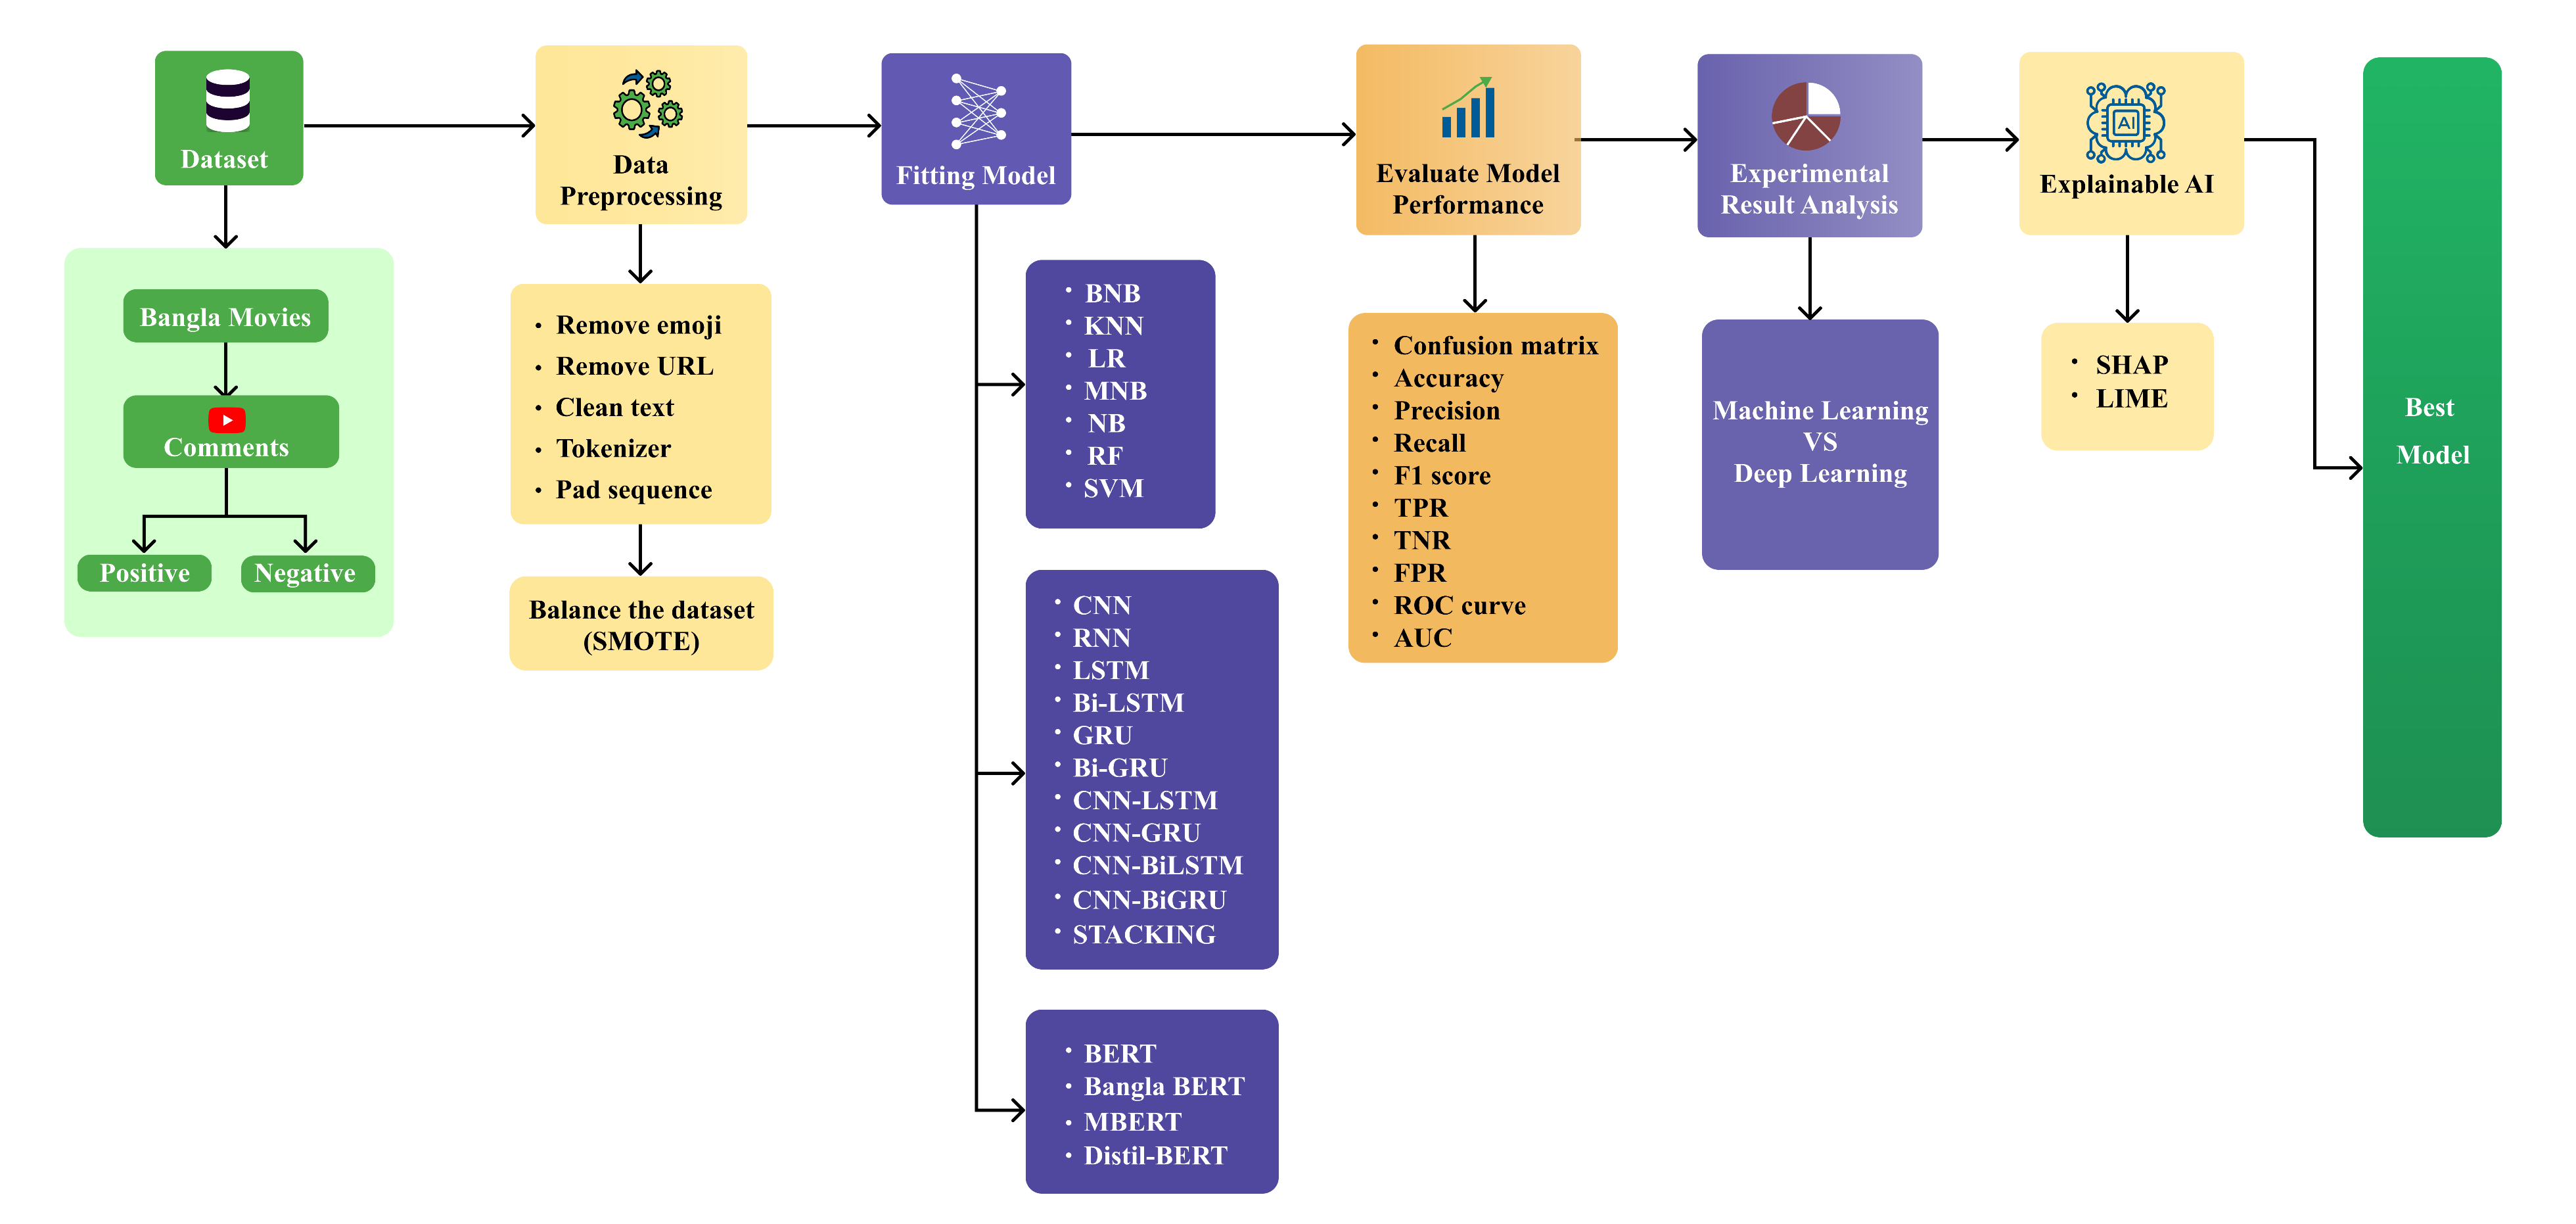 Dataset
Bangla Movies
Comments
Positive
Negative
Data
Preprocessing
• Remove emoji
• Remove URL
• Clean text
• Tokenizer
• Pad sequence
Balance the dataset
(SMOTE)
Fitting Model
• BNB
• KNN
• LR
• MNB
• NB
• RF
• SVM
• CNN
• RNN
• LSTM
• Bi-LSTM
• GRU
• Bi-GRU
• CNN-LSTM
• CNN-GRU
• CNN-BiLSTM
• CNN-BiGRU
• STACKING
• BERT
• Bangla BERT
• MBERT
• Distil-BERT
Evaluate Model
Performance
• Confusion matrix
• Accuracy
• Precision
• Recall
• F1 score
• TPR
• TNR
• FPR
• ROC curve
• AUC
Experimental
Result Analysis
Machine Learning
VS
Deep Learning
AI
Explainable AI
• SHAP
• LIME
Best
Model